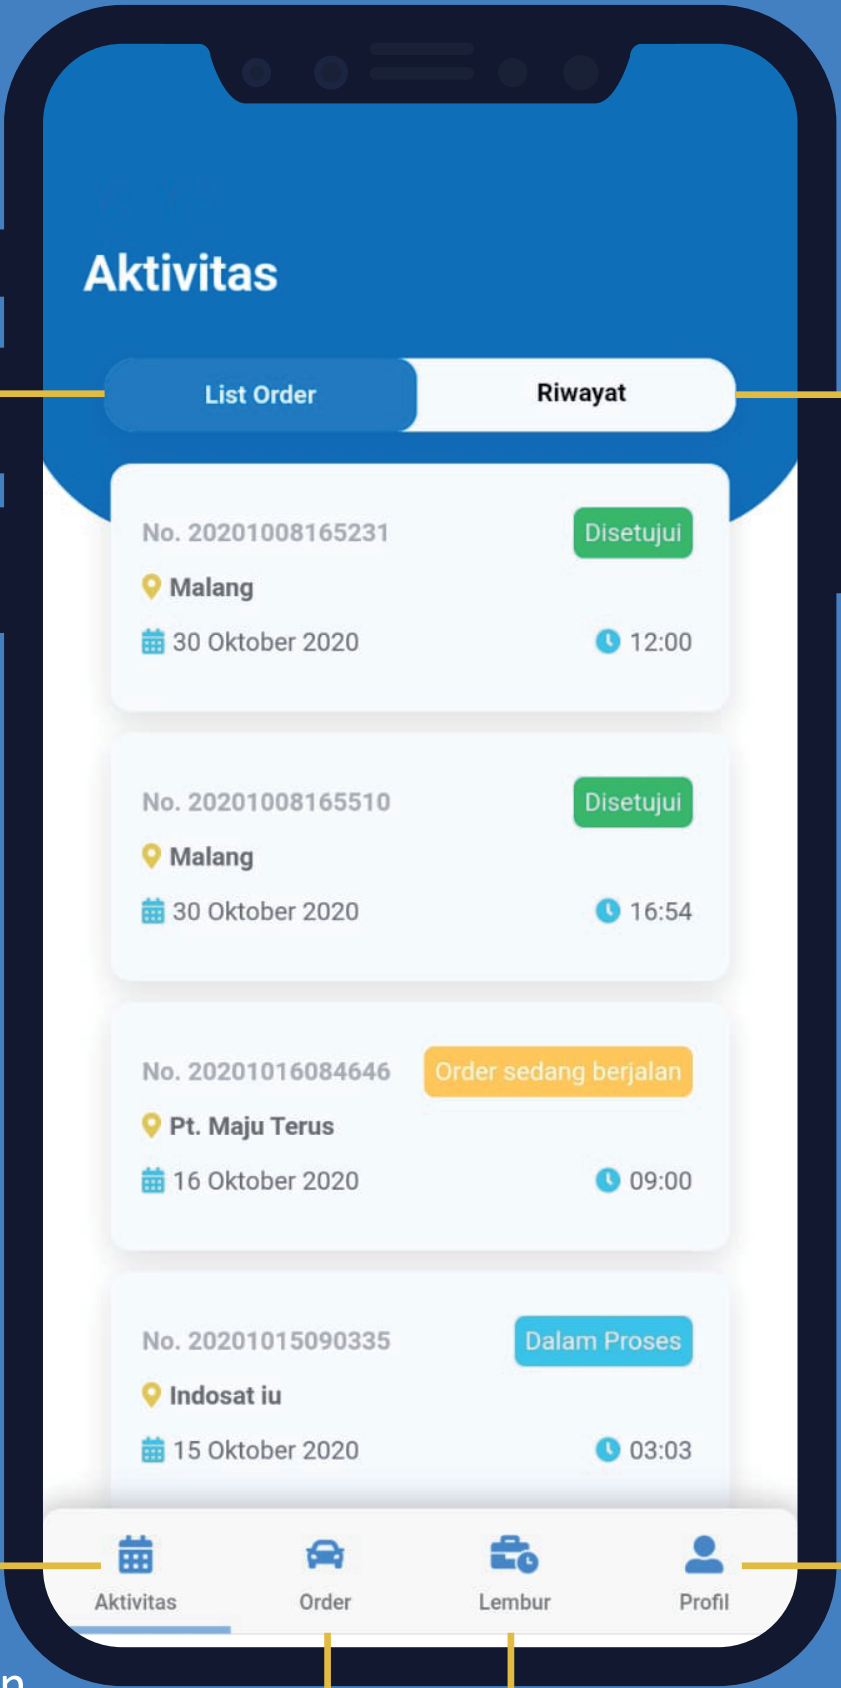 Aktivitas
List Order
Riwayat
No. 20201008165231
Disetujui
Malang
30 Oktober 2020
12:00
No. 20201008165510
Disetujui
Malang
30 Oktober 2020
16:54
No. 20201016084646
Order sedang berjalan
Pt. Maju Terus
16 Oktober 2020
09:00
No. 20201015090335
Dalam Proses
Indosat iu
15 Oktober 2020
03:03
Aktivitas
Order
Lembur
Profil